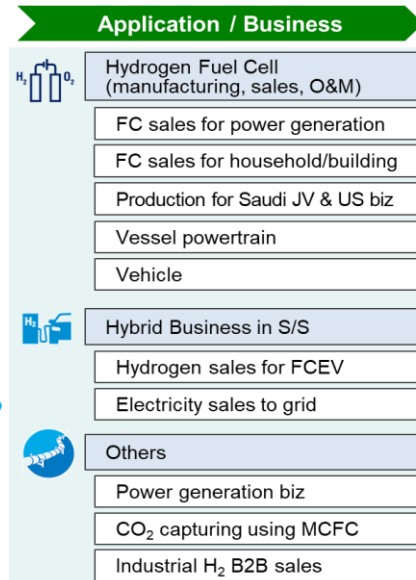 Application / Business
H₂ O₂
Hydrogen Fuel Cell
(manufacturing, sales, O&M)
FC sales for power generation
FC sales for household/building
Production for Saudi JV & US biz
Vessel powertrain
Vehicle
H₂
Hybrid Business in S/S
Hydrogen sales for FCEV
Electricity sales to grid
Others
Power generation biz
CO₂ capturing using MCFC
Industrial H₂ B2B sales